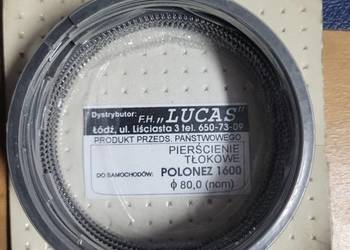 Dystrybutor: F.H. „LUCAS"
Łódź, ul. Liściasta 3 tel. 650-73-09
PRODUKT PRZEDS. PAŃSTWOWEGO
PIERŚCIENIE
TŁOKOWE
DO SAMOCHODÓW: POLONEZ 1600
ϕ 80,0 (nom)